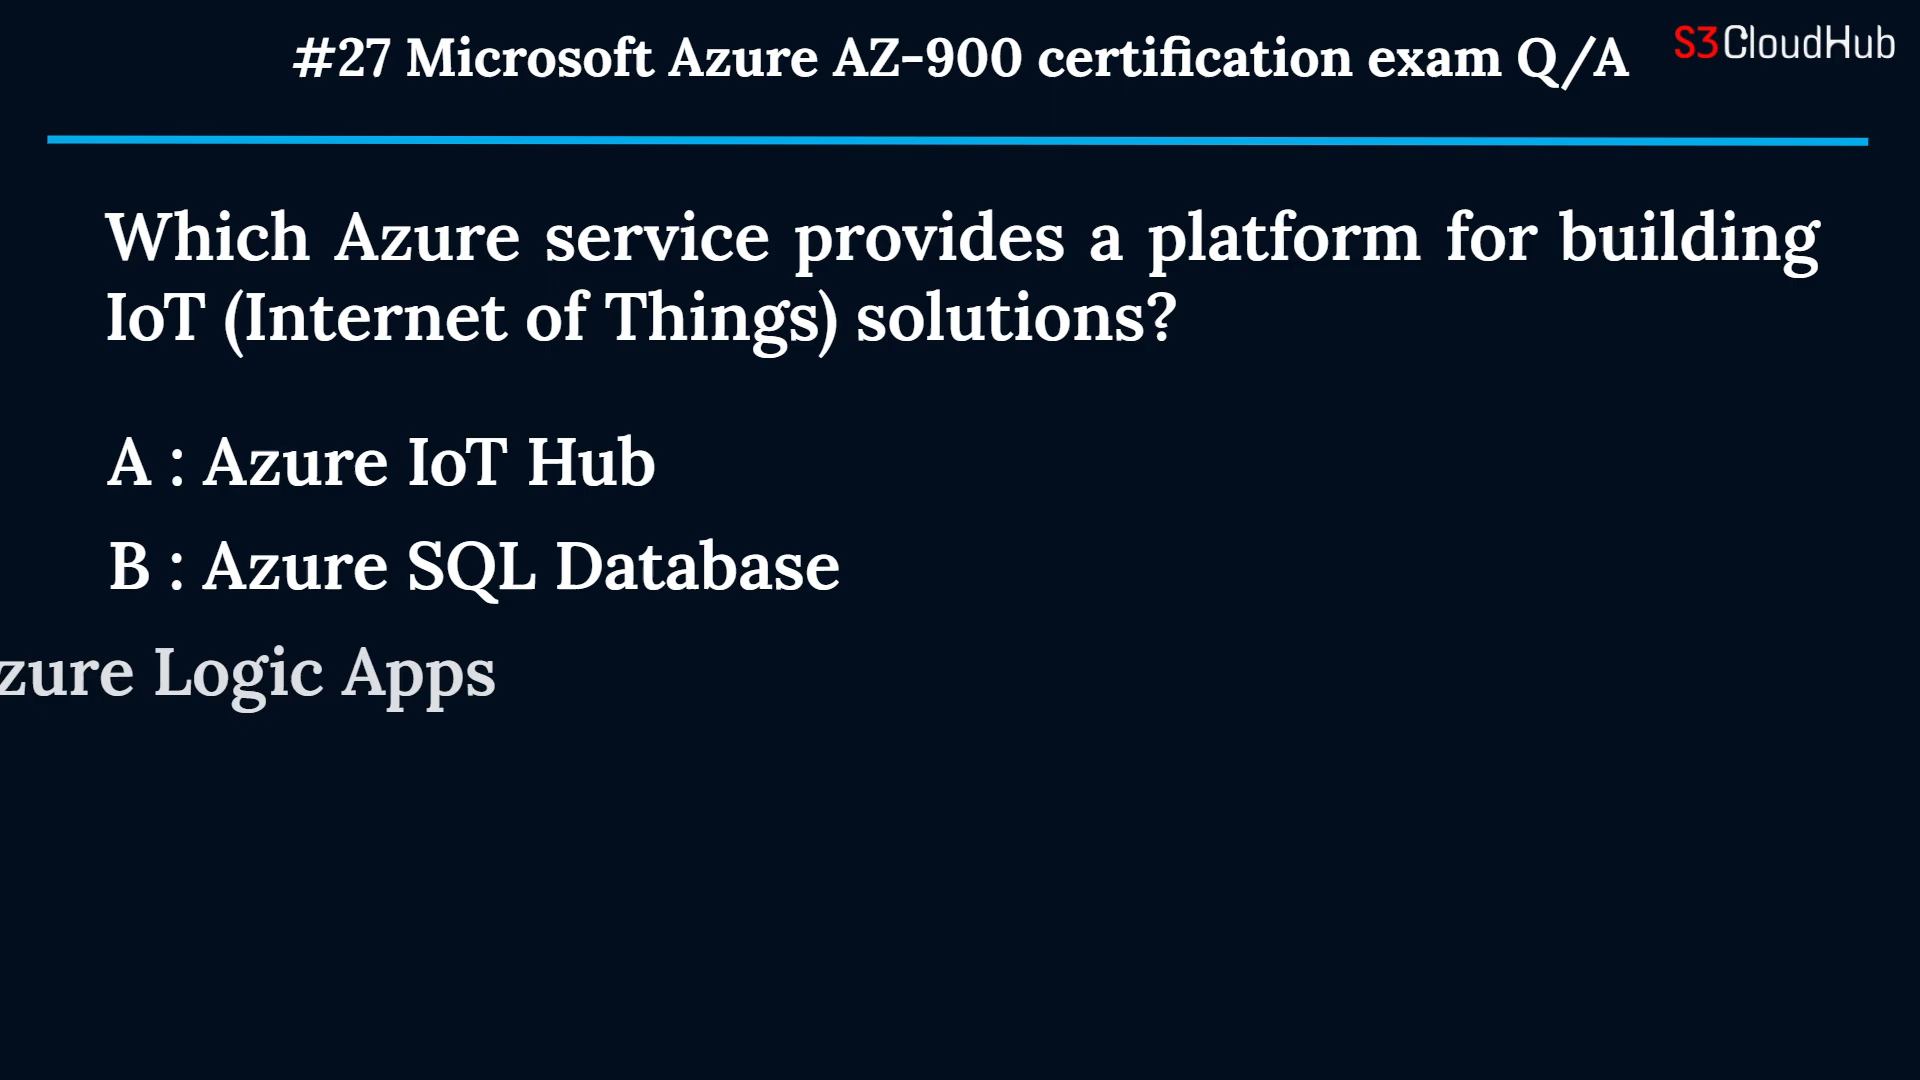 #27 Microsoft Azure AZ-900 certification exam Q/A
S3CloudHub
Which Azure service provides a platform for building
IoT (Internet of Things) solutions?
A : Azure IoT Hub
B : Azure SQL Database
zure Logic Apps